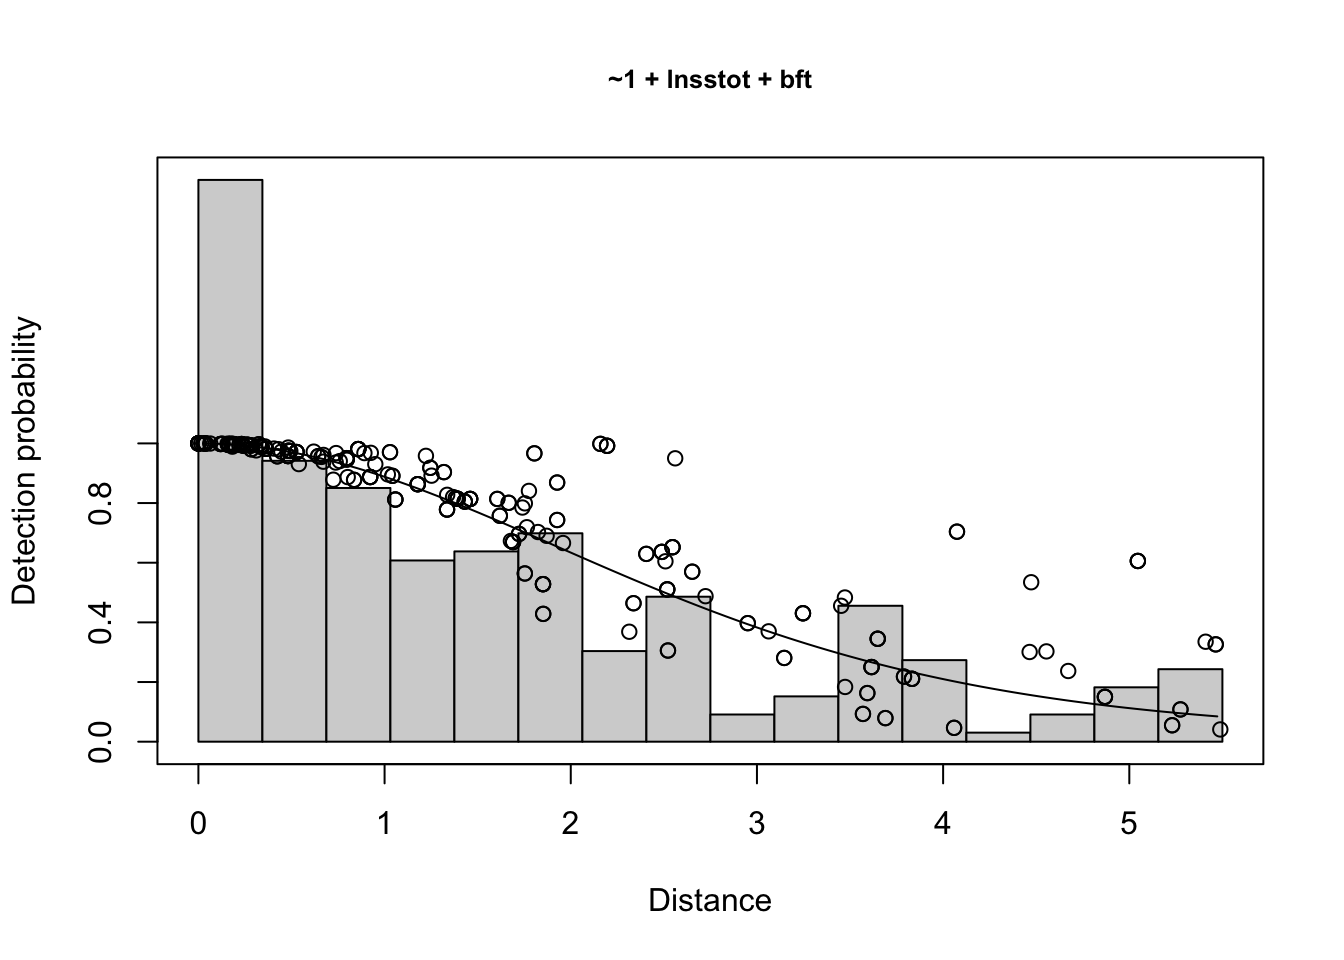 ~1 + lnsstot + bft
Detection probability
0.8
0.4
0.0
0 1 2 3 4 5
Distance